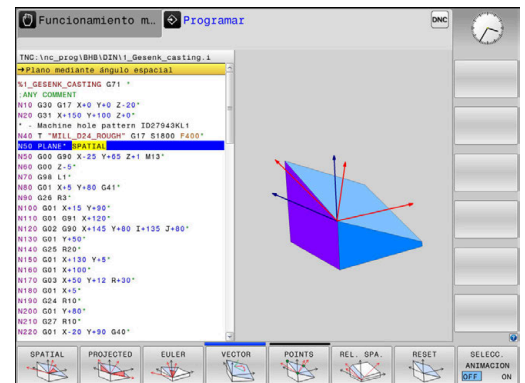 Funcionamiento m… Programar
DNC
TNC:\nc_prog\BHB\DIN\1_Gesenk_casting.i
→Plano mediante ángulo espacial
%1_GESENK_CASTING G71 *
;ANY COMMENT
N10 G30 G17 X+0 Y+0 Z-20*
N20 G31 X+150 Y+100 Z+0*
* - Machine hole pattern ID27943KL1
N40 T "MILL_D24_ROUGH" G17 S1800 F400*
N50 PLANE* SPATIAL
N50 G00 G90 X-25 Y+65 Z+1 M13*
N60 G00 Z-5*
N70 G98 L1*
N80 G01 X+5 Y+80 G41*
N90 G26 R3*
N100 G01 X+15 Y+90*
N110 G01 G91 X+120*
N120 G02 G90 X+145 Y+80 I+135 J+80*
N130 G01 Y+50*
N140 G25 R20*
N150 G01 X+130 Y+5*
N160 G01 X+100*
N170 G03 X+50 Y+12 R+30*
N180 G01 X+5*
N190 G24 R10*
N200 G01 Y+80*
N210 G27 R10*
N220 G01 X-20 Y+90 G40*
SPATIAL PROJECTED EULER VECTOR POINTS REL. SPA. RESET SELECC.
ANIMACION
OFF ON